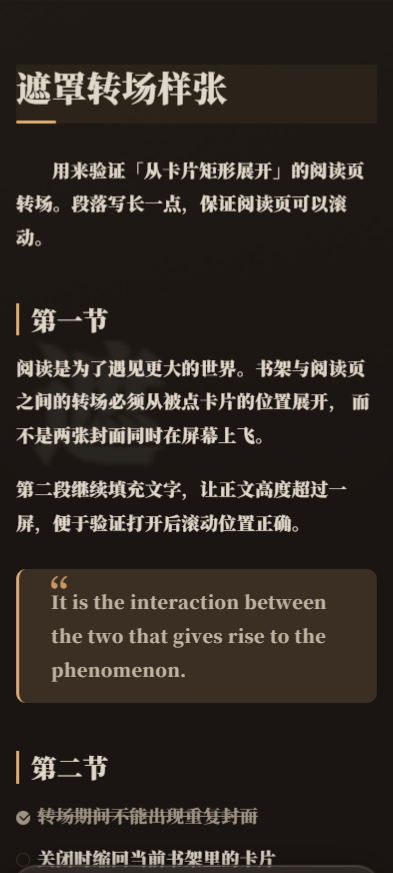 遮罩转场样张
用来验证「从卡片矩形展开」的阅读页
转场。段落写长一点，保证阅读页可以滚
动。
第一节
阅读是为了遇见更大的世界。书架与阅读页
之间的转场必须从被点卡片的位置展开， 而
不是两张封面同时在屏幕上飞。
遮
第二段继续填充文字，让正文高度超过一
屏，便于验证打开后滚动位置正确。
“
It is the interaction between
the two that gives rise to the
phenomenon.
第二节
转场期间不能出现重复封面
关闭时缩回当前书架里的卡片